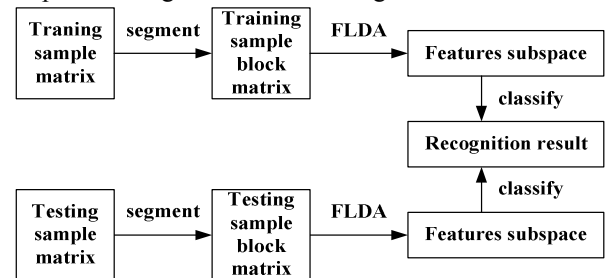 Traning
sample
matrix
segment
Training
sample
block
matrix
FLDA
Features subspace
classify
Recognition result
classify
Testing
sample
matrix
segment
Testing
sample
block
matrix
FLDA
Features subspace